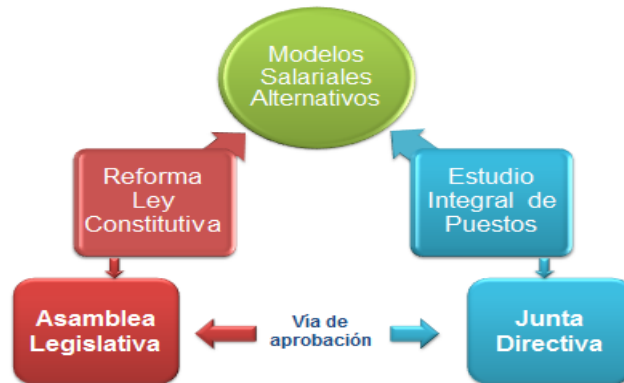 Modelos
Salariales
Alternativos
Reforma
Ley
Constitutiva
Estudio
Integral de
Puestos
Asamblea
Legislativa
Vía de
aprobación
Junta
Directiva